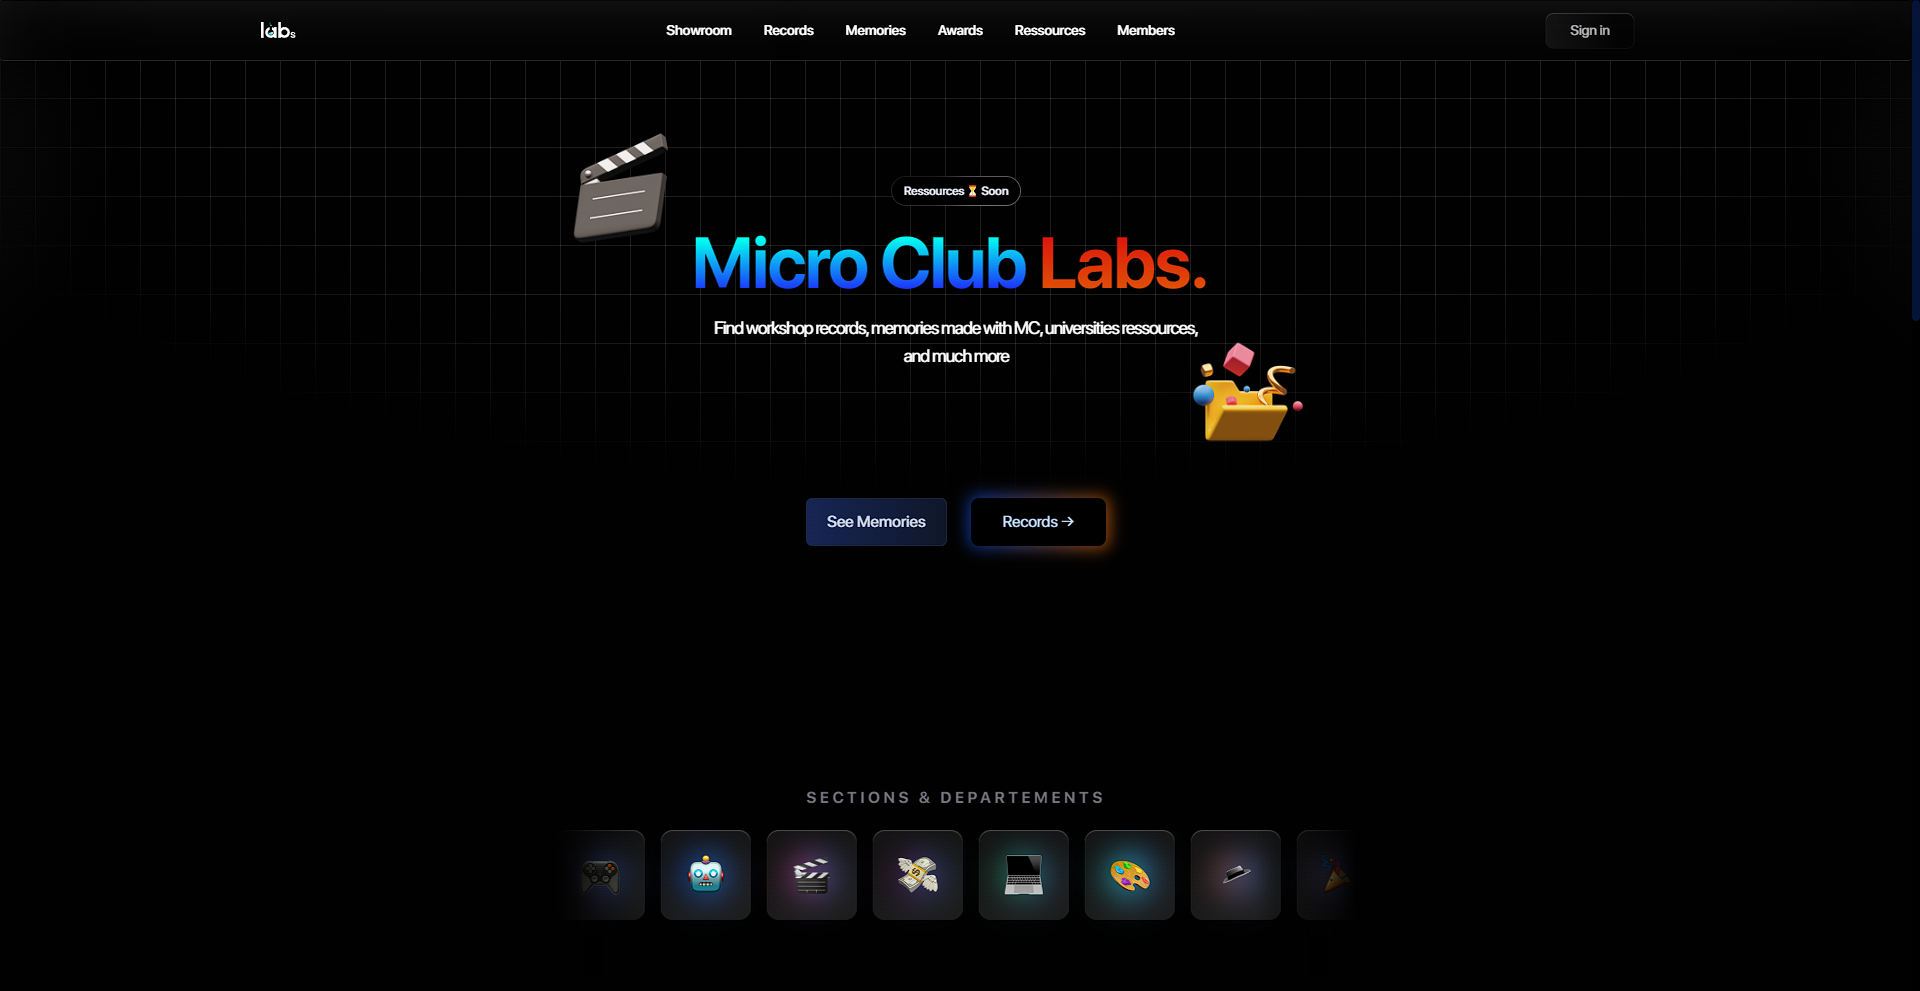 labs
Showroom Records Memories Awards Ressources Members
Sign in
Ressources ⏳ Soon
Micro Club Labs.
Find workshop records, memories made with MC, universities ressources,
and much more
See Memories
Records →
SECTIONS & DEPARTEMENTS